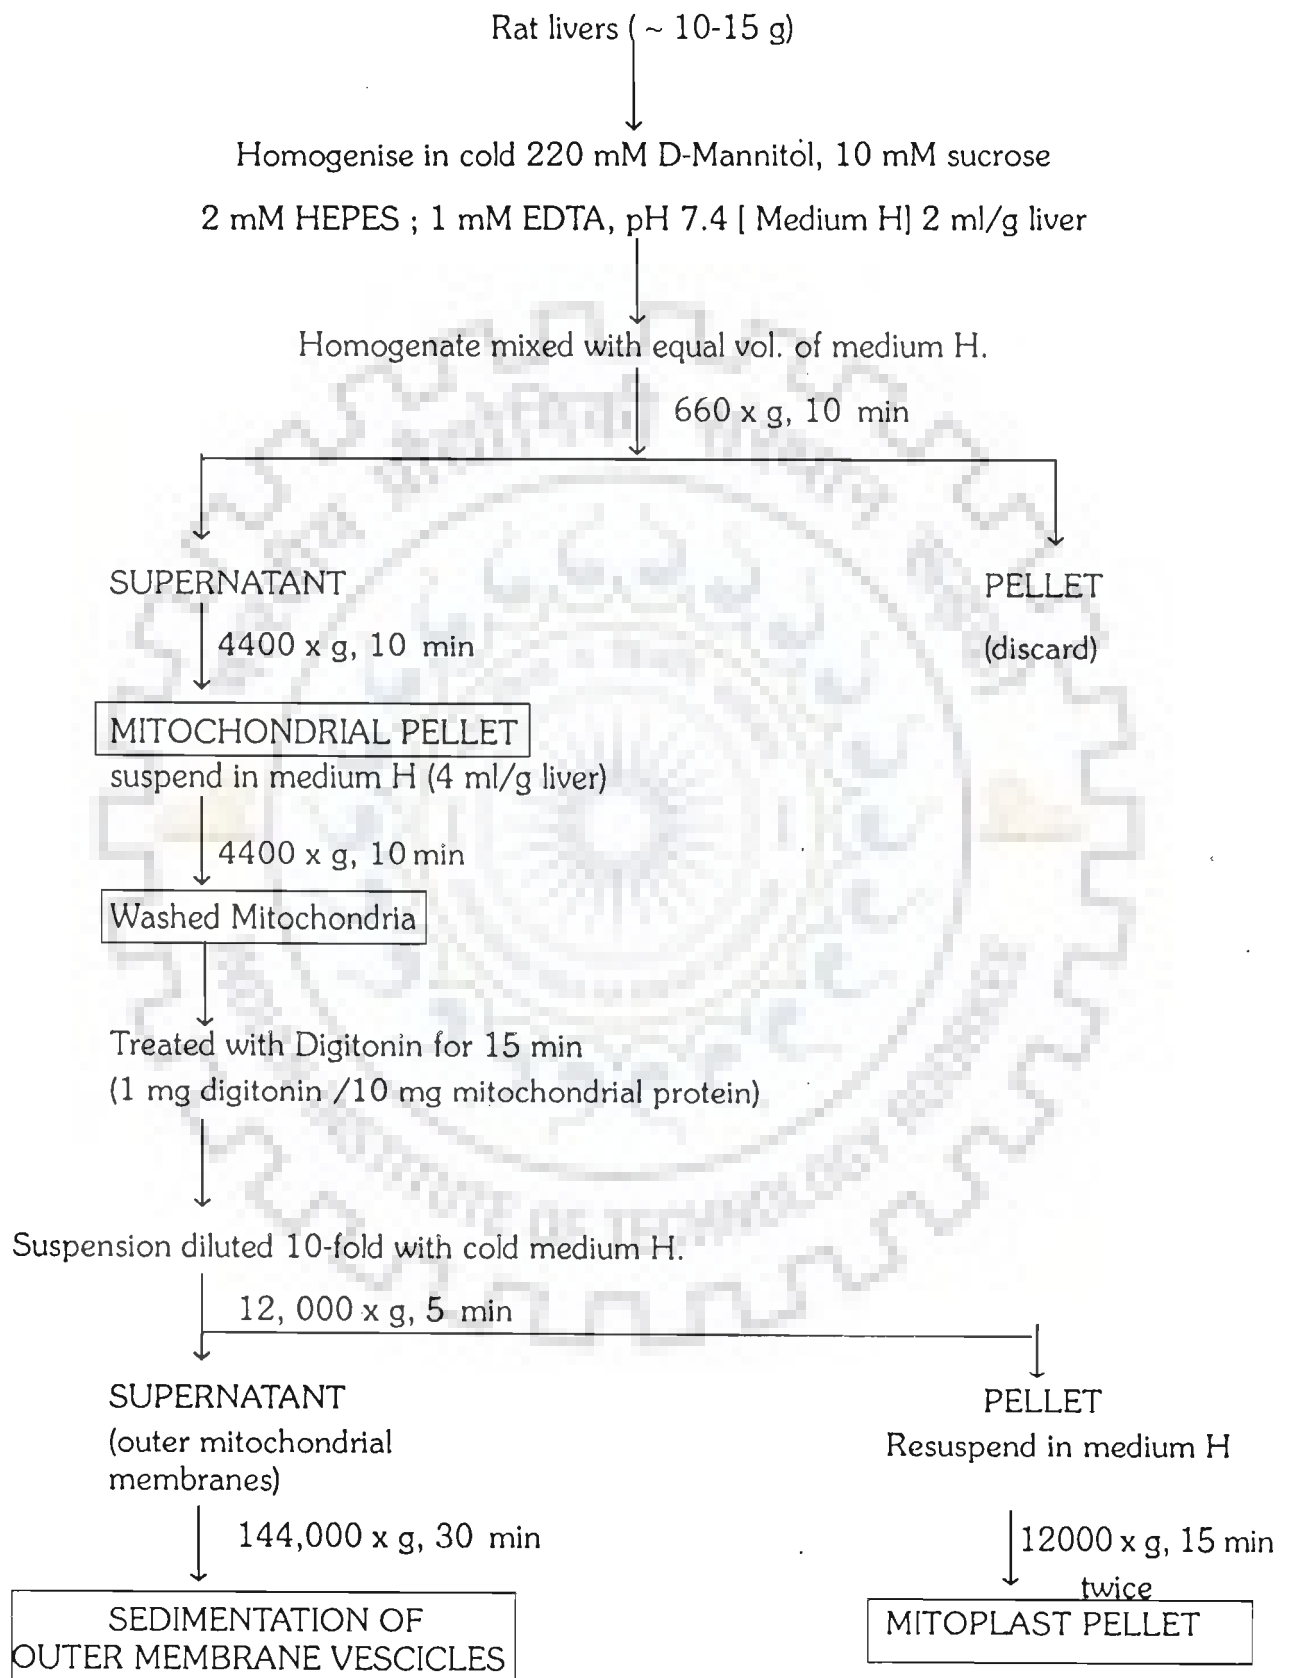 Rat livers ( ~ 10-15 g)
Homogenise in cold 220 mM D-Mannitol, 10 mM sucrose
2 mM HEPES ; 1 mM EDTA, pH 7.4 [ Medium H] 2 ml/g liver
Homogenate mixed with equal vol. of medium H.
660 x g, 10 min
SUPERNATANT
PELLET
(discard)
4400 x g, 10 min
MITOCHONDRIAL PELLET
suspend in medium H (4 ml/g liver)
4400 x g, 10 min
Washed Mitochondria
Treated with Digitonin for 15 min
(1 mg digitonin /10 mg mitochondrial protein)
Suspension diluted 10-fold with cold medium H.
12, 000 x g, 5 min
SUPERNATANT
(outer mitochondrial
membranes)
PELLET
Resuspend in medium H
144,000 x g, 30 min
12000 x g, 15 min
twice
SEDIMENTATION OF
OUTER MEMBRANE VESCICLES
MITOPLAST PELLET
OF TECHNOLOGY